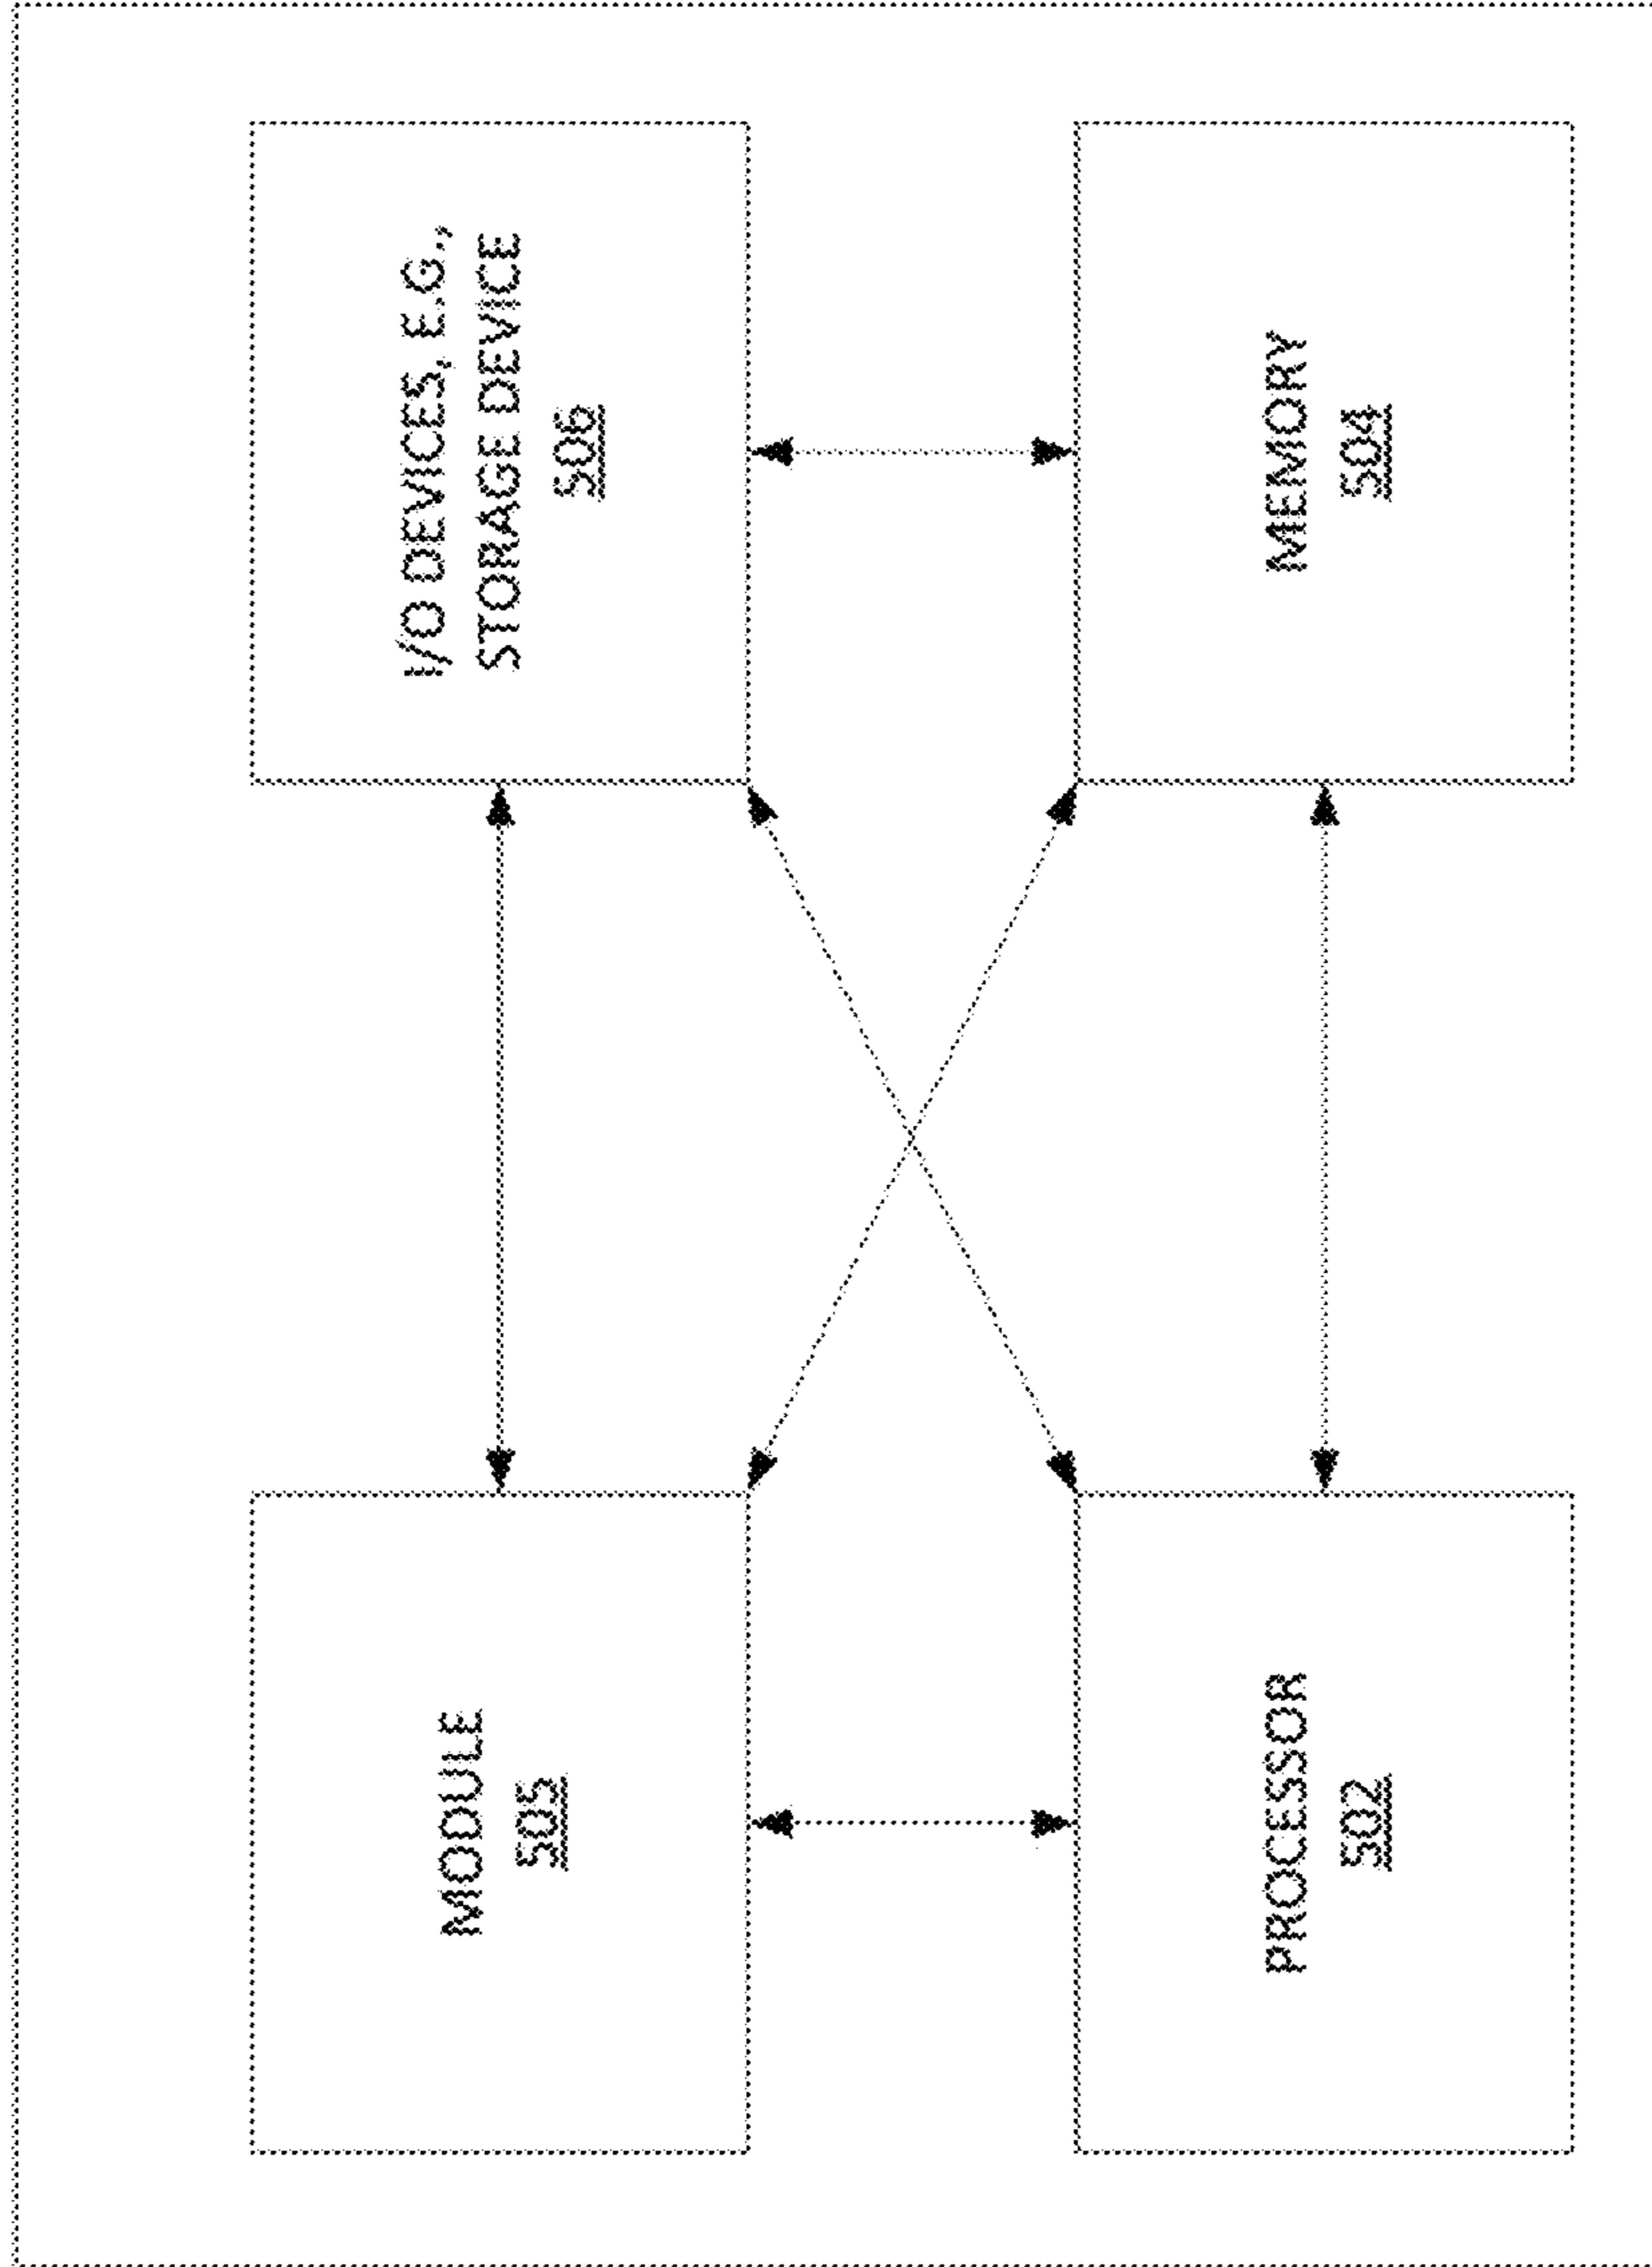 MODULE
505
I/O DEVICES, E.G.,
STORAGE DEVICE
506
PROCESSOR
502
MEMORY
504